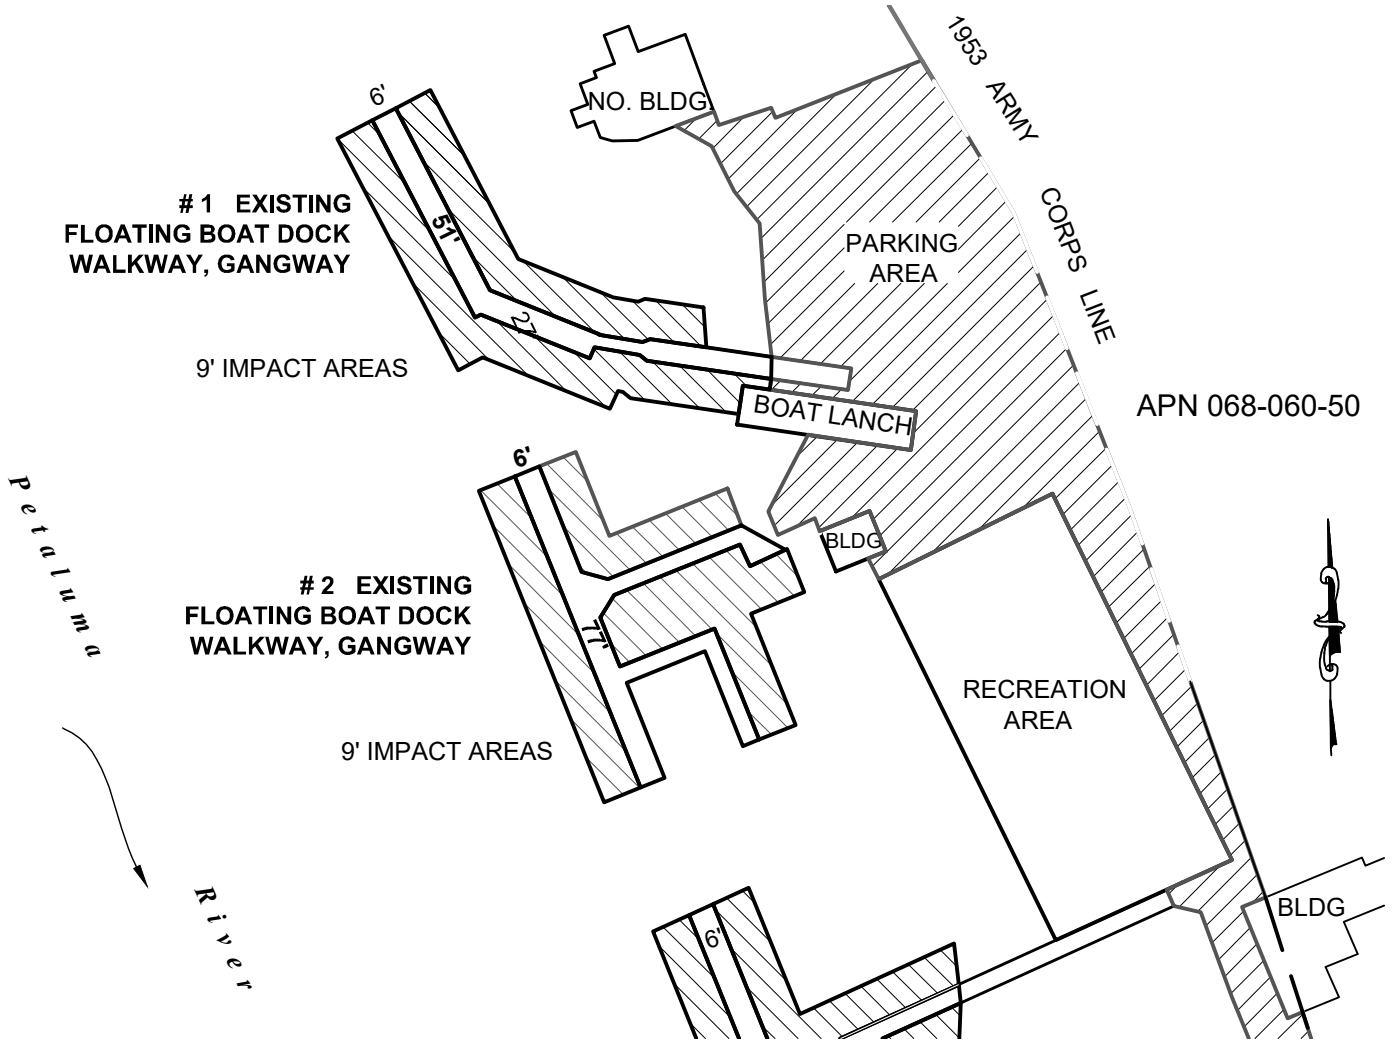 1953 ARMY CORPS LINE
6'
NO. BLDG.
# 1 EXISTING
FLOATING BOAT DOCK
WALKWAY, GANGWAY
51'
PARKING
AREA
27
9' IMPACT AREAS
BOAT LANCH
APN 068-060-50
6'
Petaluma
BLDG
# 2 EXISTING
FLOATING BOAT DOCK
WALKWAY, GANGWAY
77'
RECREATION
AREA
9' IMPACT AREAS
River
BLDG
6'